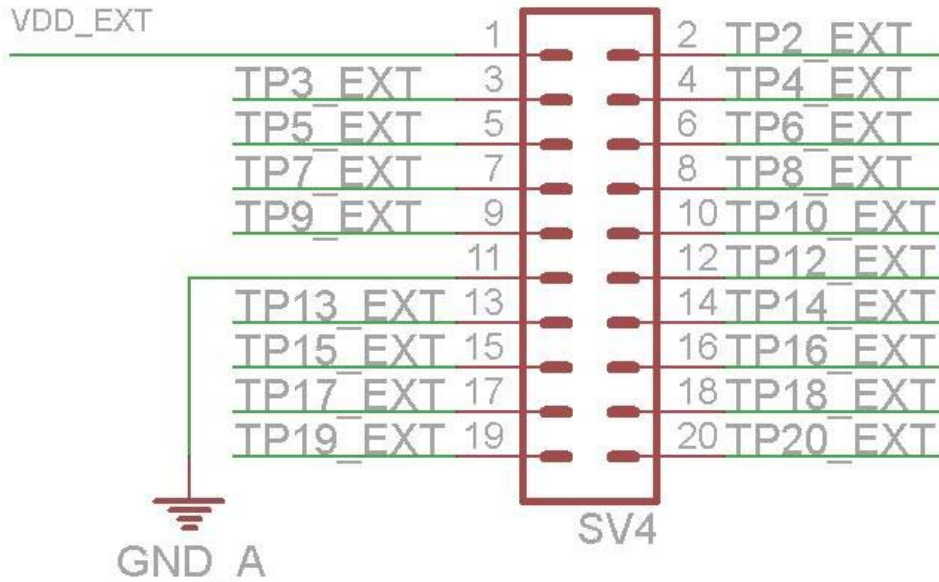 VDD_EXT
1 2 TP2_EXT
TP3_EXT 3 4 TP4_EXT
TP5_EXT 5 6 TP6_EXT
TP7_EXT 7 8 TP8_EXT
TP9_EXT 9 10 TP10_EXT
11 12 TP12_EXT
TP13_EXT 13 14 TP14_EXT
TP15_EXT 15 16 TP16_EXT
TP17_EXT 17 18 TP18_EXT
TP19_EXT 19 20 TP20_EXT
SV4
GND A